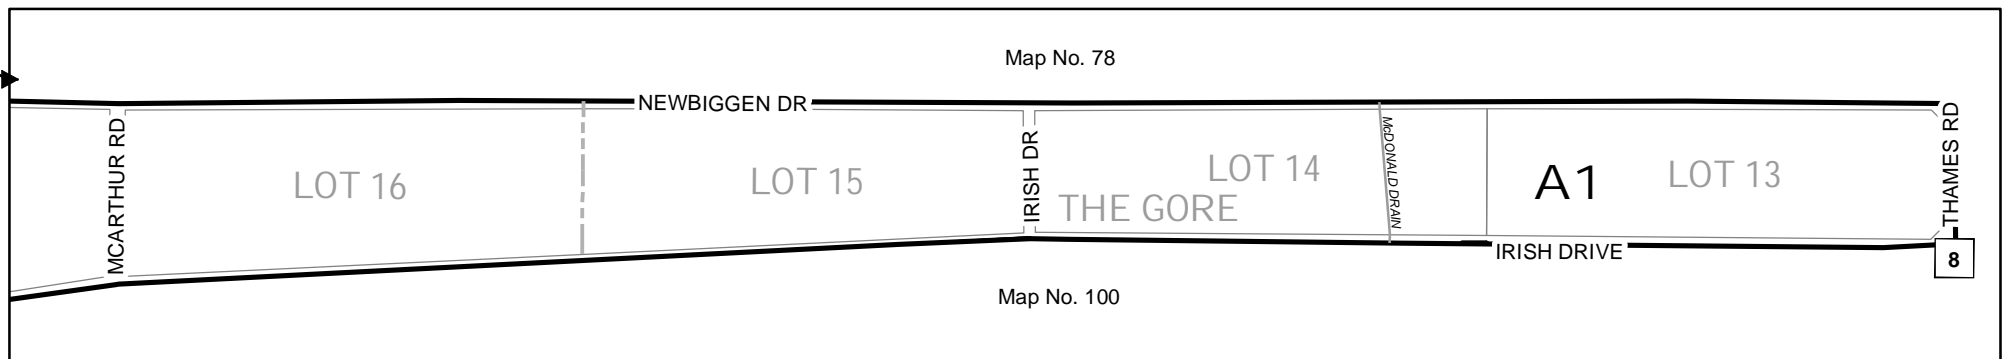 Map No. 78
NEWBIGGEN DR
MCARTHUR RD
LOT 16
LOT 15
IRISH DR
LOT 14
THE GORE
McDONALD DRAIN
A1
LOT 13
THAMES RD
IRISH DRIVE
8
Map No. 100